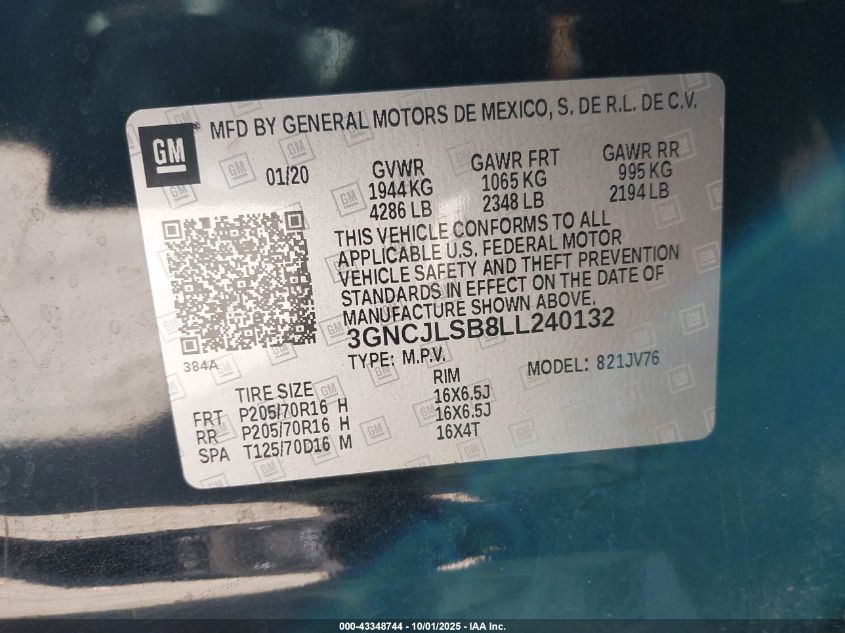 GM
MFD BY GENERAL MOTORS DE MEXICO, S. DE R.L. DE C.V.
01/20
GVWR GAWR FRT GAWR RR
1944 KG 1065 KG 995 KG
4286 LB 2348 LB 2194 LB
THIS VEHICLE CONFORMS TO ALL
APPLICABLE U.S. FEDERAL MOTOR
VEHICLE SAFETY AND THEFT PREVENTION
STANDARDS IN EFFECT ON THE DATE OF
MANUFACTURE SHOWN ABOVE.
3GNCJLSB8LL240132
384A
TYPE: M.P.V. MODEL: 821JV76
TIRE SIZE RIM
FRT P205/70R16 H 16X6.5J
RR P205/70R16 H 16X6.5J
SPA T125/70D16 M 16X4T
000-43348744 - 10/01/2025 - IAA Inc.